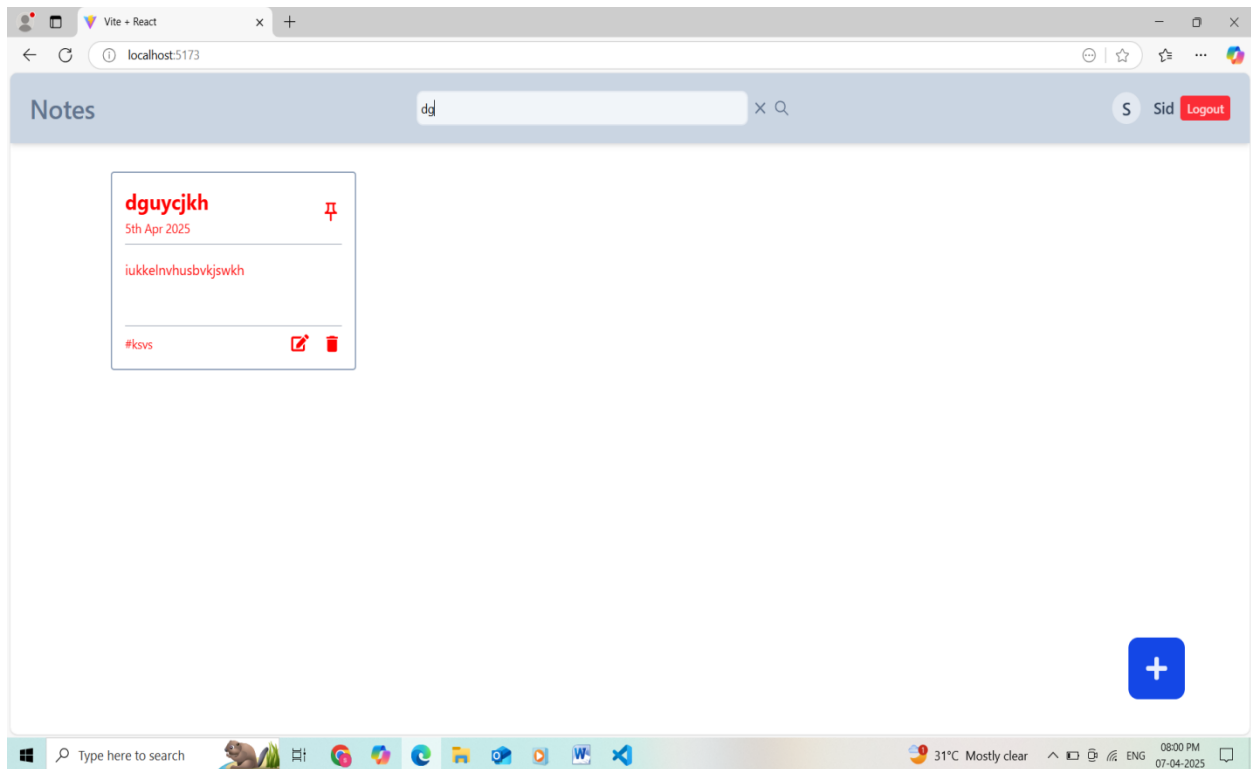 Vite + React
localhost:5173
Notes
dg
S Sid Logout
dguycjkh
5th Apr 2025
iukkelnvhusbvkjswkh
#ksvs
Type here to search
31°C Mostly clear
ENG
08:00 PM
07-04-2025